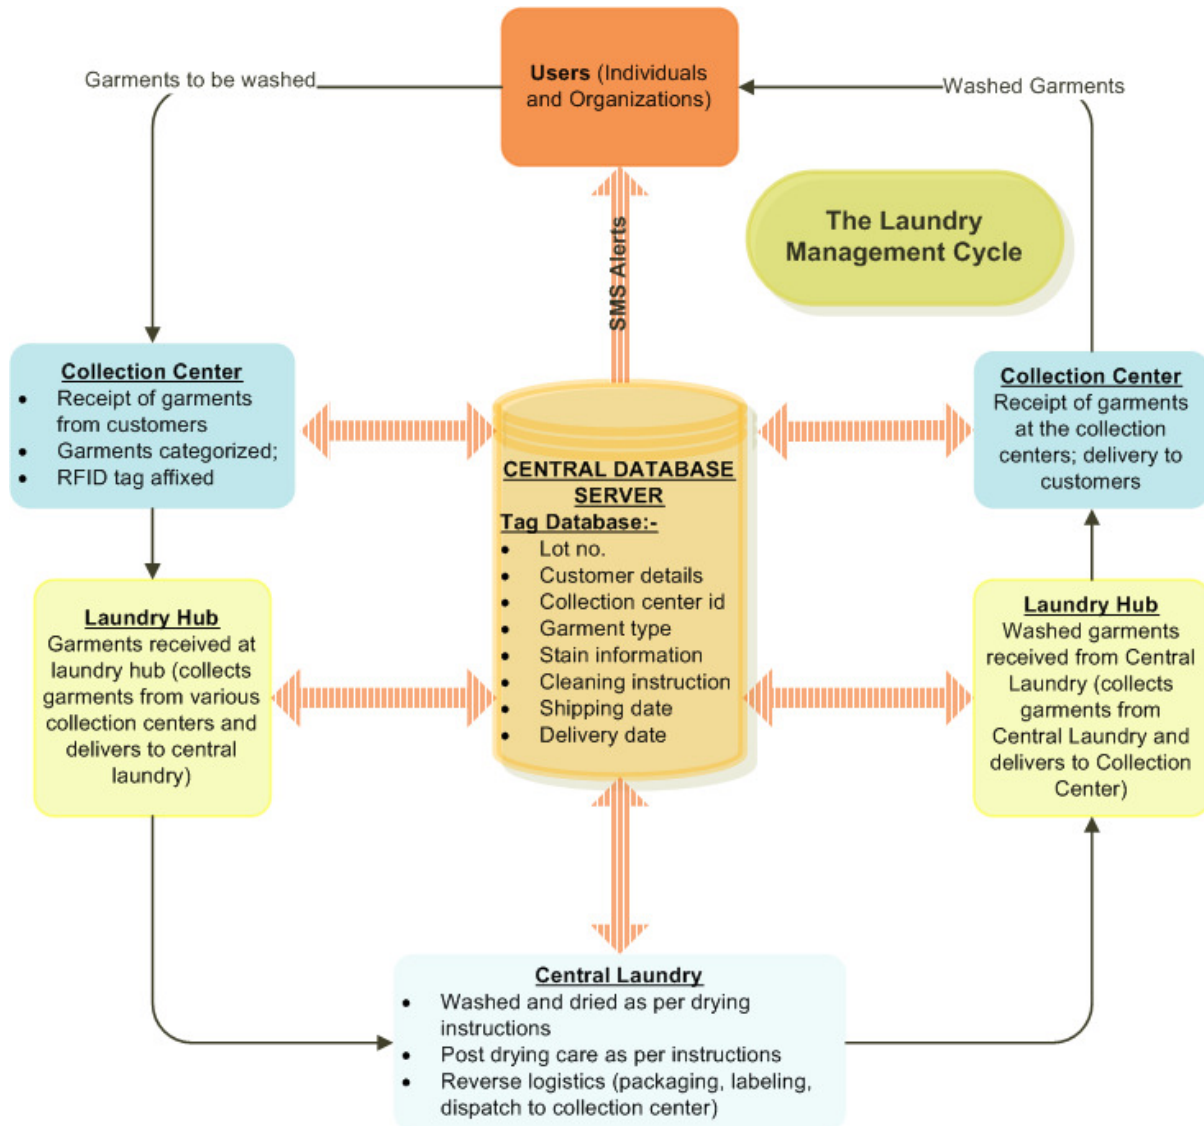 Users (Individuals
and Organizations)
Garments to be washed
Washed Garments
The Laundry
Management Cycle
SMS Alerts
Collection Center
• Receipt of garments
from customers
• Garments categorized;
• RFID tag affixed
Collection Center
Receipt of garments
at the collection
centers; delivery to
customers
CENTRAL DATABASE
SERVER
Tag Database:-
• Lot no.
• Customer details
• Collection center id
• Garment type
• Stain information
• Cleaning instruction
• Shipping date
• Delivery date
Laundry Hub
Garments received at
laundry hub (collects
garments from various
collection centers and
delivers to central
laundry)
Laundry Hub
Washed garments
received from Central
Laundry (collects
garments from
Central Laundry and
delivers to Collection
Center)
Central Laundry
• Washed and dried as per drying
instructions
• Post drying care as per instructions
• Reverse logistics (packaging, labeling,
dispatch to collection center)